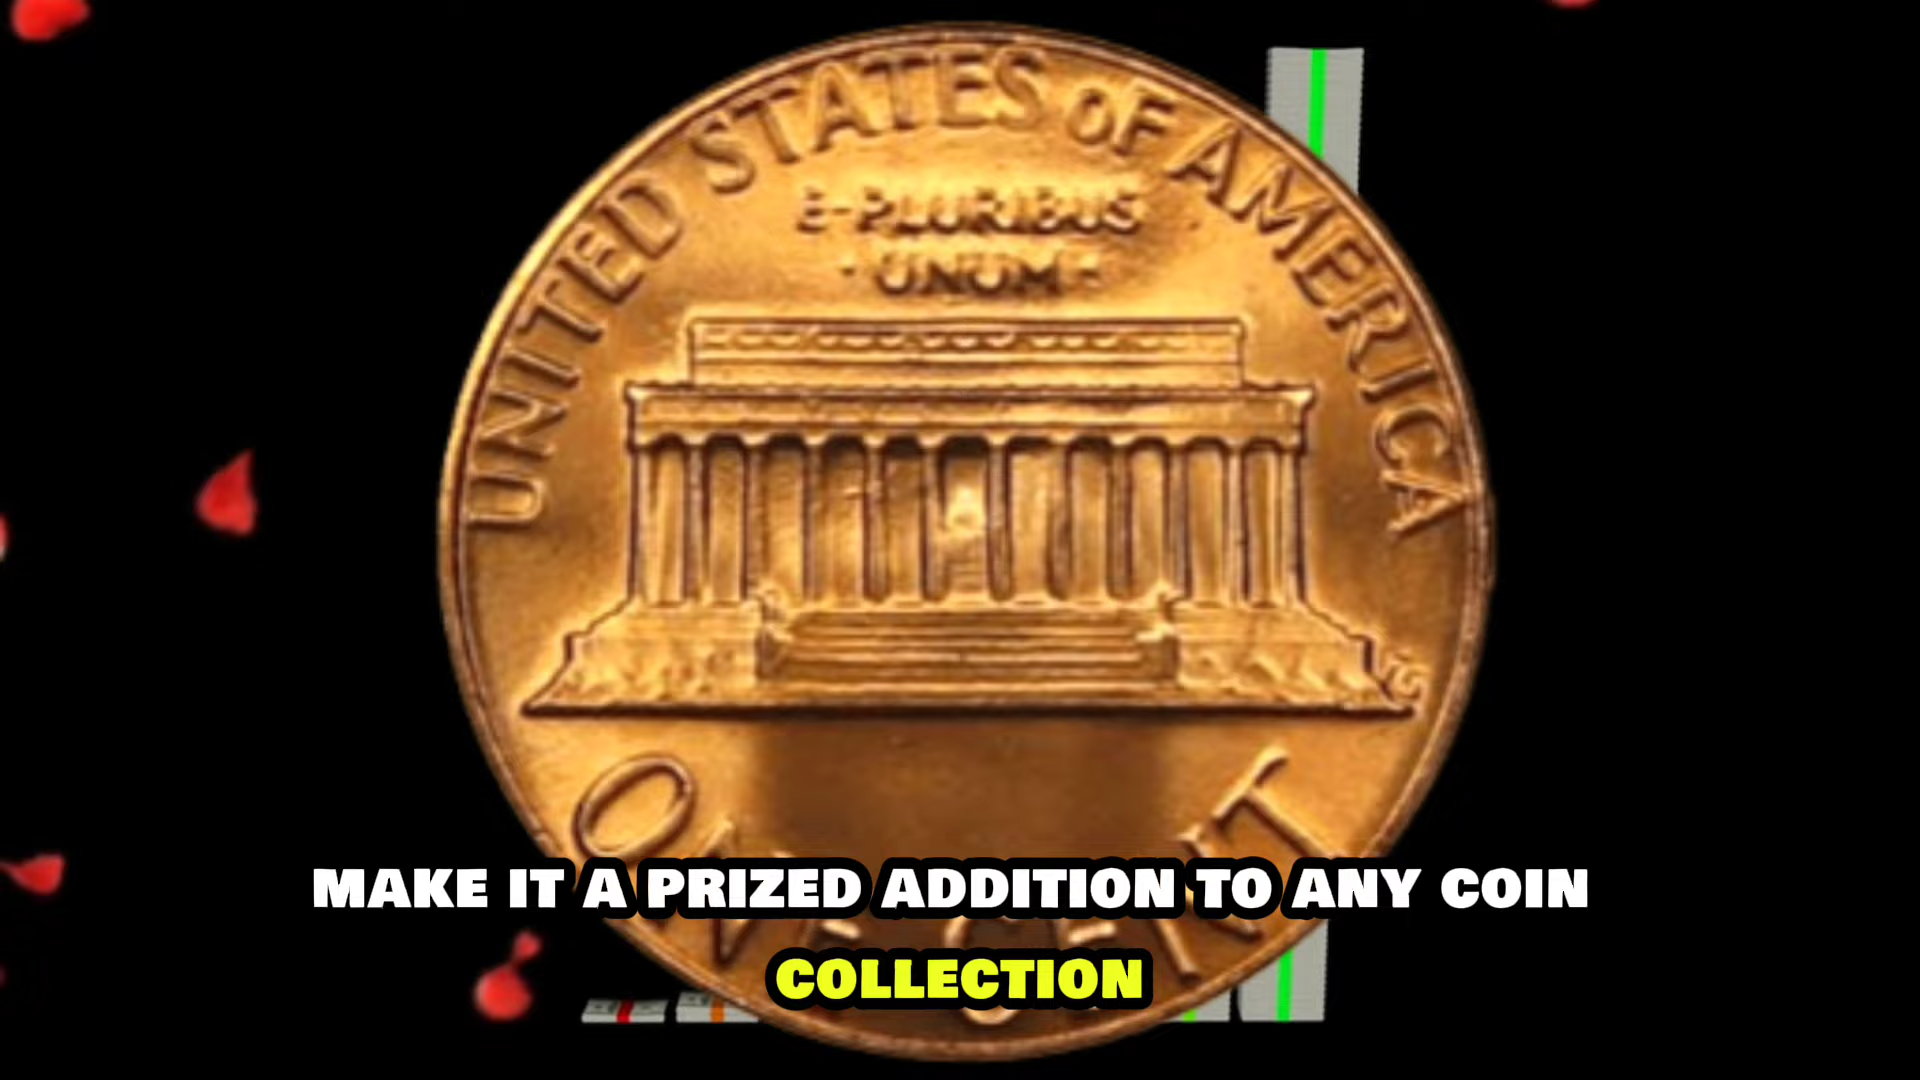 UNITED STATES OF AMERICA
E·PLURIBUS
·UNUM·
ONE CENT
MAKE IT A PRIZED ADDITION TO ANY COIN
COLLECTION